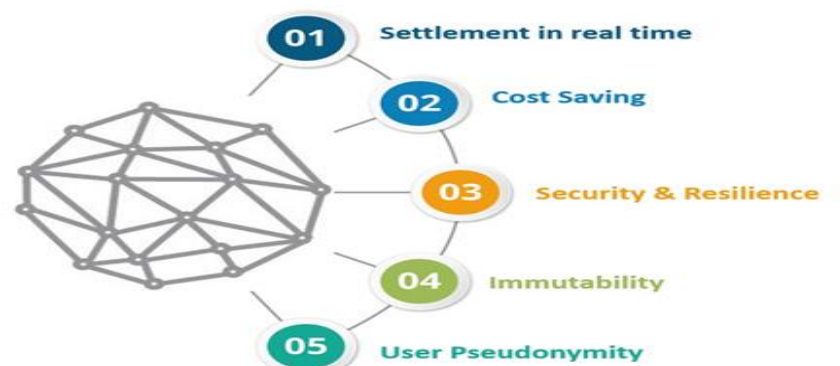 01 Settlement in real time
02 Cost Saving
03 Security & Resilience
04 Immutability
05 User Pseudonymity